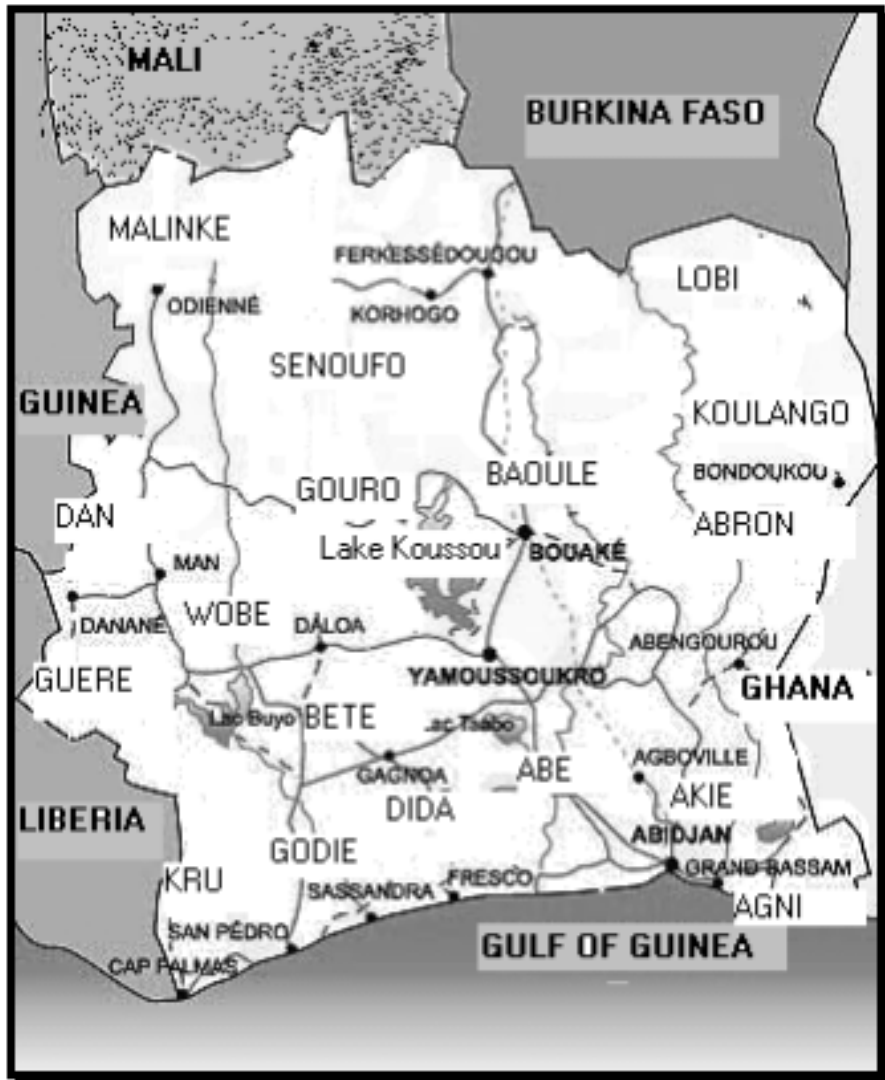 MALI
BURKINA FASO
MALINKE
FERKESSÉDOUGOU
LOBI
ODIENNÉ
KORHOGO
SENOUFO
GUINEA
KOULANGO
BAOULE
BONDOUKOU
GOURO
DAN
ABRON
Lake Koussou
BOUAKÉ
MAN
WOBE
DANANÉ
DALOA
ABENGOUROU
YAMOUSSOUKRO
GUERE
GHANA
Lac Buyo
BETE
ac Tsabo
AGBOVILLE
GAGNOA
ABE
DIDA
AKIE
LIBERIA
ABIDJAN
GODIE
GRAND BASSAM
KRU
FRESCO
SASSANDRA
AGNI
SAN PÉDRO
GULF OF GUINEA
CAP PALMAS